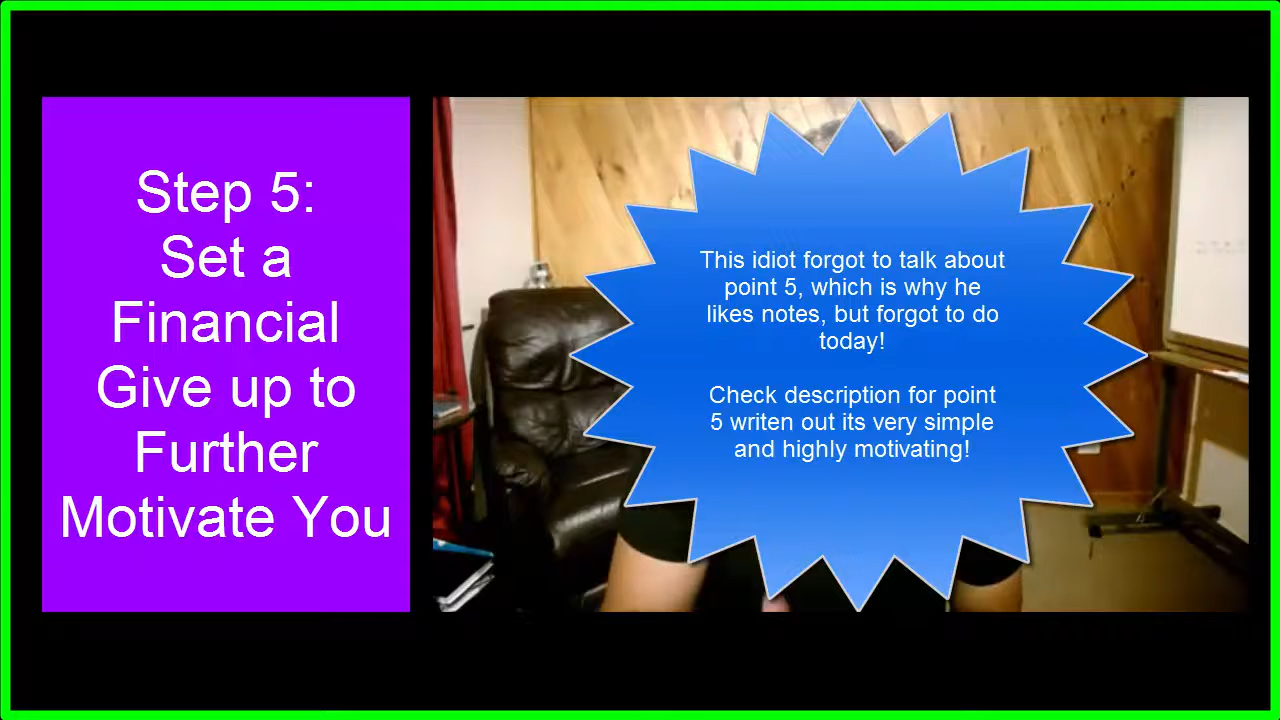 Step 5:
Set a
Financial
Give up to
Further
Motivate You
This idiot forgot to talk about
point 5, which is why he
likes notes, but forgot to do
today!
Check description for point
5 writen out its very simple
and highly motivating!